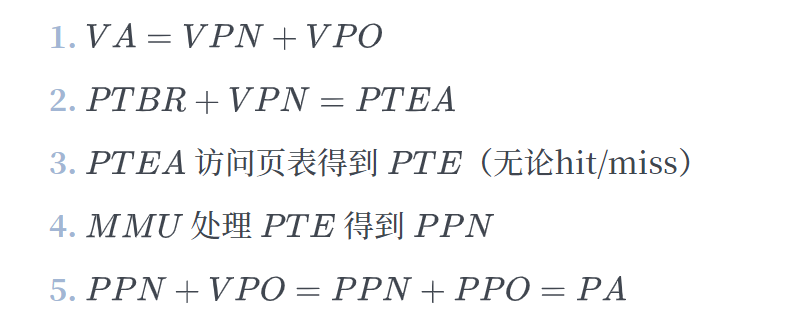 1. VA = VPN + VPO
2. PTBR + VPN = PTEA
3. PTEA 访问页表得到 PTE（无论hit/miss）
4. MMU 处理 PTE 得到 PPN
5. PPN + VPO = PPN + PPO = PA